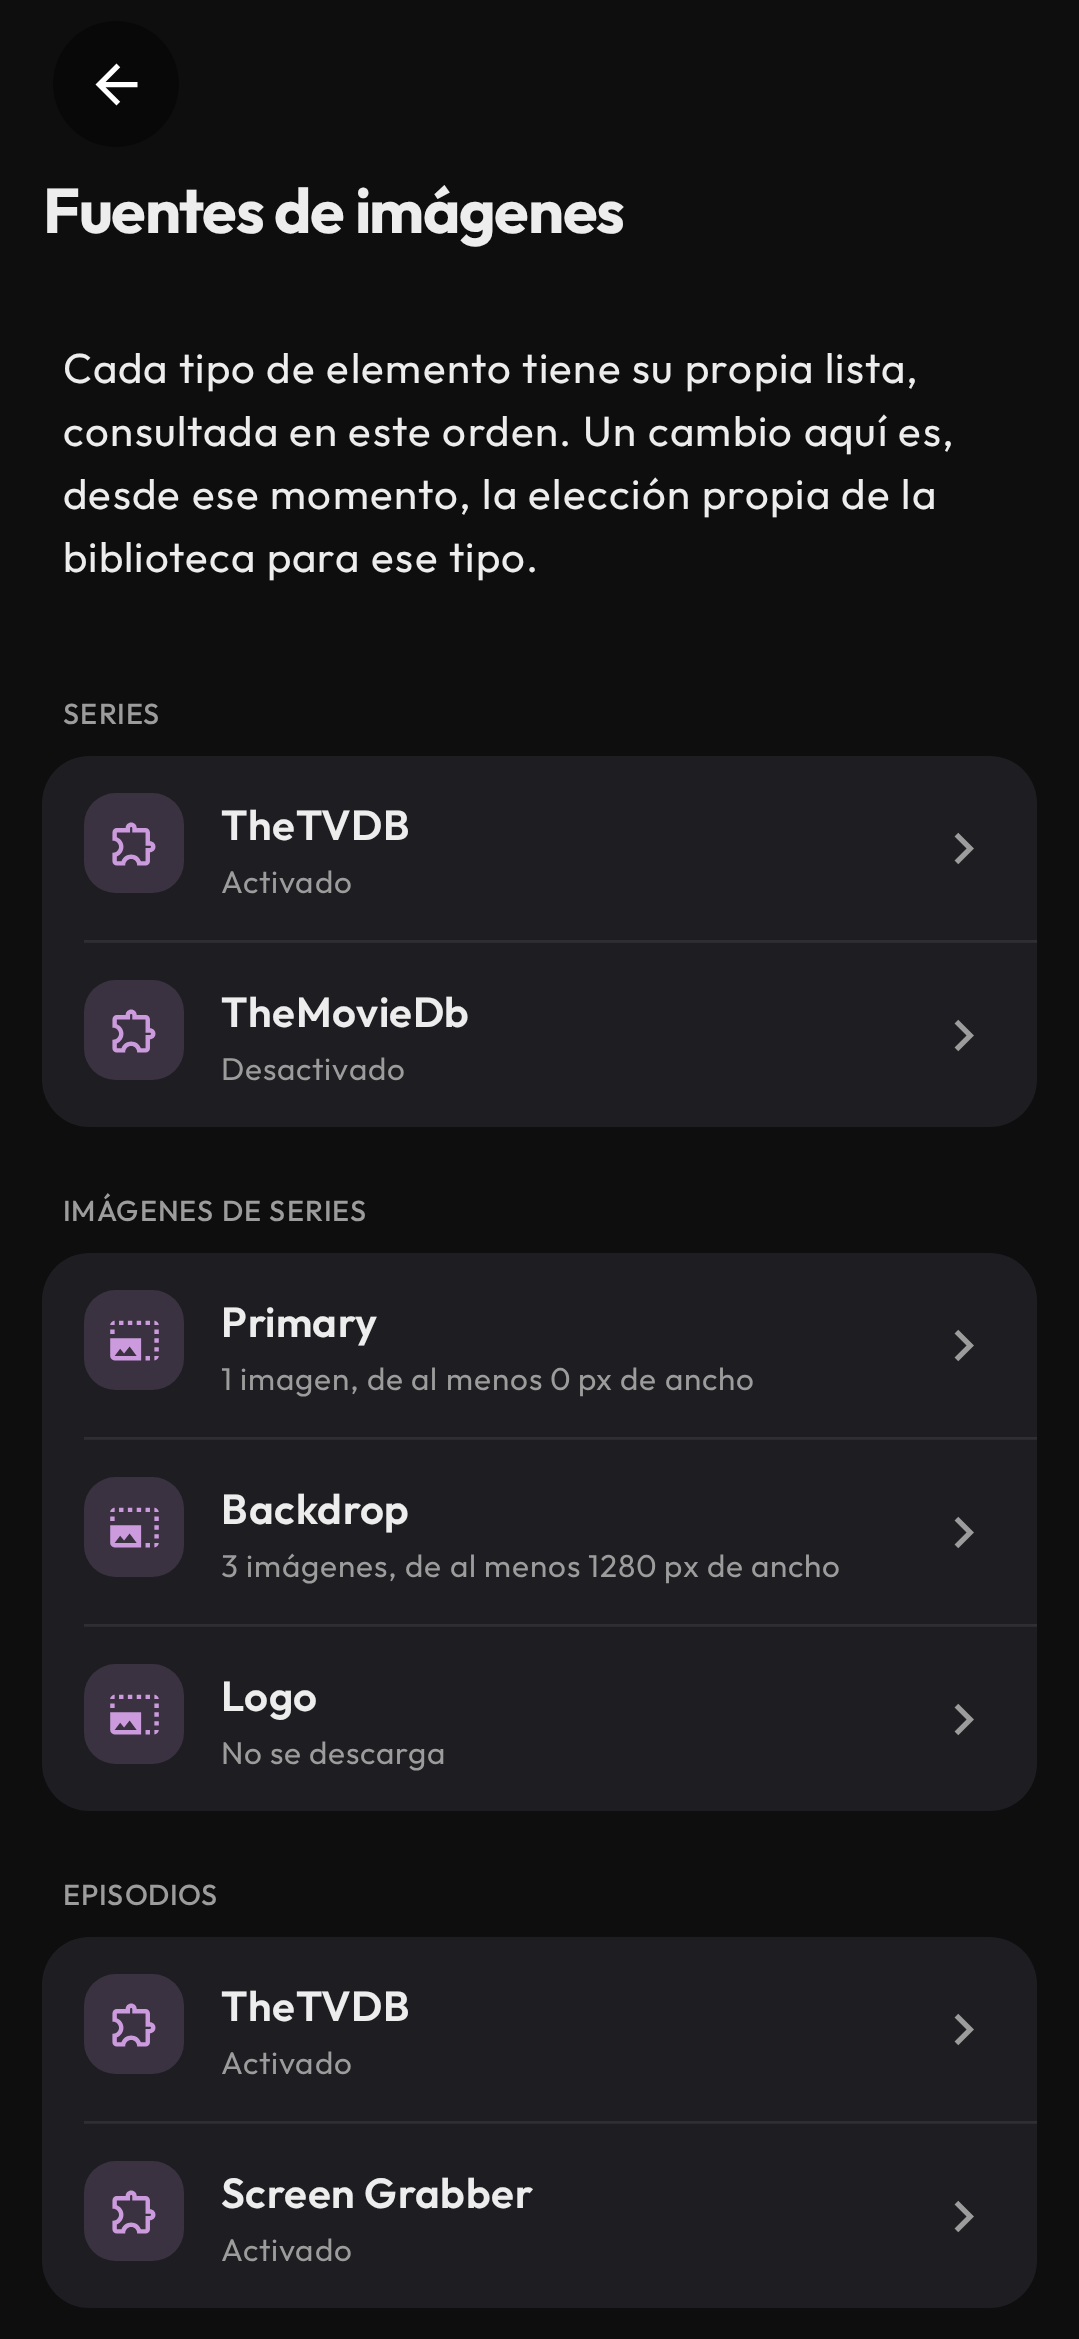 Fuentes de imágenes
Cada tipo de elemento tiene su propia lista,
consultada en este orden. Un cambio aquí es,
desde ese momento, la elección propia de la
biblioteca para ese tipo.
SERIES
TheTVDB
Activado
TheMovieDb
Desactivado
IMÁGENES DE SERIES
Primary
1 imagen, de al menos 0 px de ancho
Backdrop
3 imágenes, de al menos 1280 px de ancho
Logo
No se descarga
EPISODIOS
TheTVDB
Activado
Screen Grabber
Activado